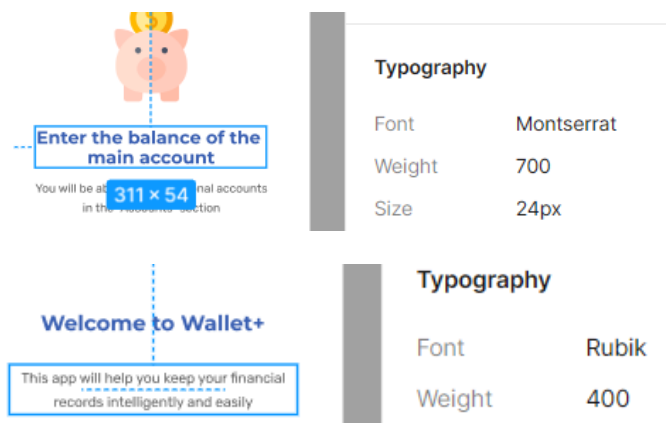 Typography
Enter the balance of the
main account
Font Montserrat
Weight 700
You will be nal accounts
311 × 54
in the ction
Size 24px
Typography
Welcome to Wallet+
Font Rubik
This app will help you keep your financial
records intelligently and easily
Weight 400